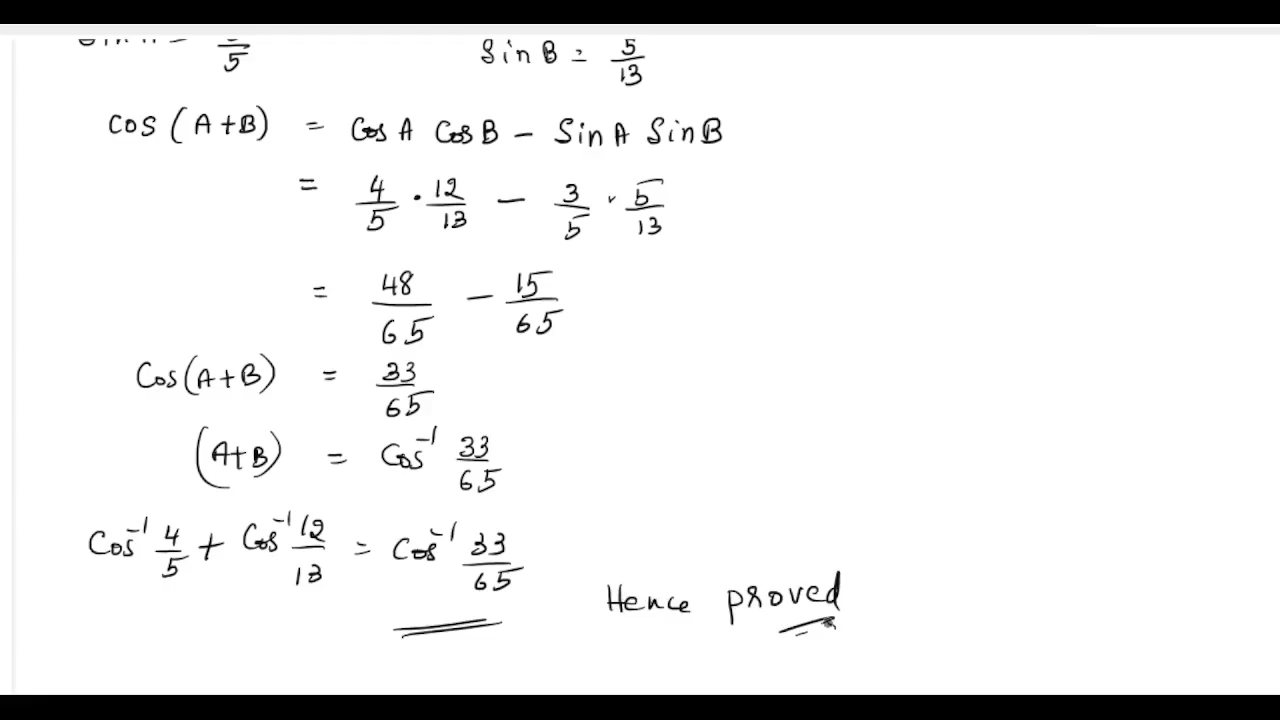 5 Sin B = 5/13
cos (A+B) = Cos A Cos B - Sin A Sin B
= 4/5 · 12/13 - 3/5 · 5/13
= 48/65 - 15/65
Cos(A+B) = 33/65
(A+B) = Cos⁻¹ 33/65
Cos⁻¹ 4/5 + Cos⁻¹ 12/13 = Cos⁻¹ 33/65
Hence proved